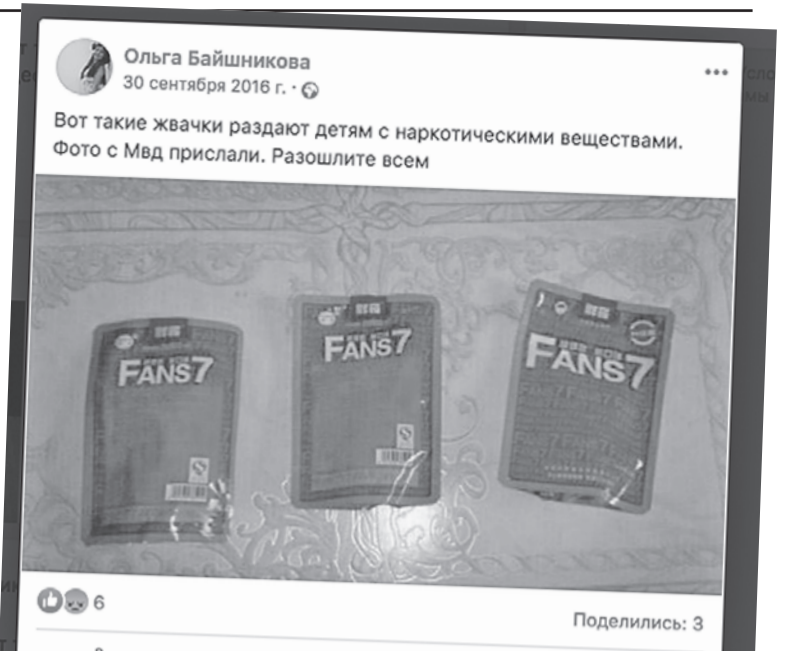 Ольга Байшникова
30 сентября 2016 г. ·
Вот такие жвачки раздают детям с наркотическими веществами.
Фото с Мвд прислали. Разошлите всем
FANS7
FANS7
FANS7
6
Поделились: 3